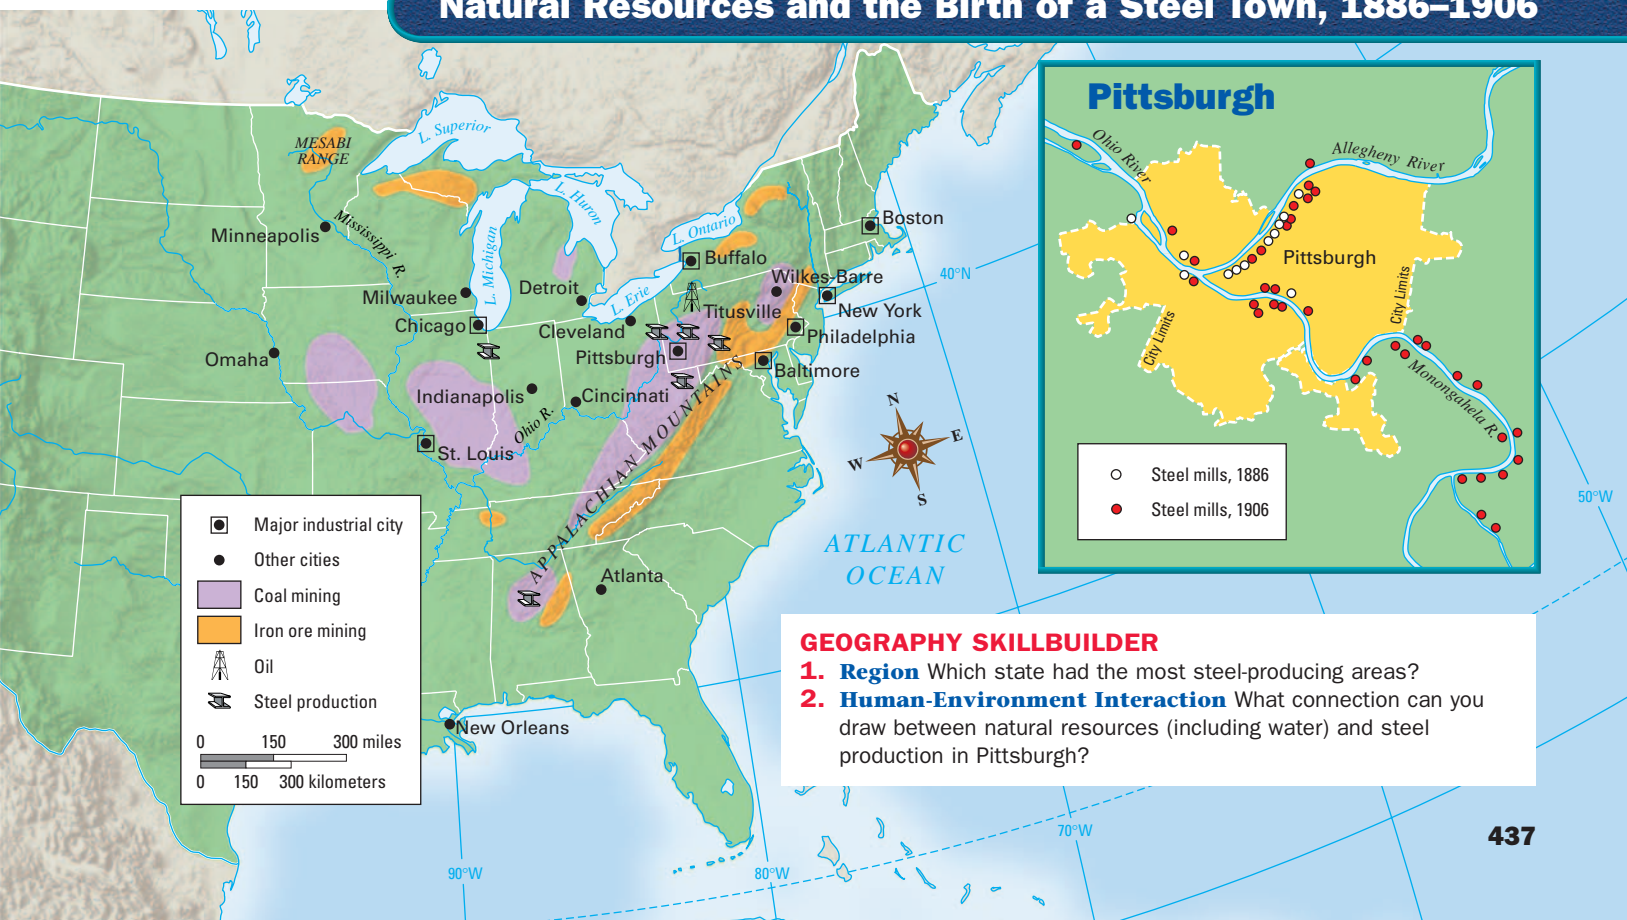 Natural Resources and the Birth of a Steel Town, 1886–1906
MESABI
RANGE
L. Superior
L. Huron
L. Michigan
L. Ontario
L. Erie
Minneapolis
Mississippi R.
Milwaukee
Chicago
Detroit
Cleveland
Buffalo
Boston
Wilkes-Barre
New York
Titusville
Philadelphia
Pittsburgh
Baltimore
Omaha
Indianapolis
Cincinnati
Ohio R.
St. Louis
APPALACHIAN MOUNTAINS
Atlanta
New Orleans
ATLANTIC
OCEAN
N
E
W
S
40°N
50°W
70°W
80°W
90°W
Major industrial city
Other cities
Coal mining
Iron ore mining
Oil
Steel production
0 150 300 miles
0 150 300 kilometers
Pittsburgh
Ohio River
Allegheny River
Pittsburgh
City Limits
City Limits
Monongahela R.
Steel mills, 1886
Steel mills, 1906
GEOGRAPHY SKILLBUILDER
1. Region Which state had the most steel-producing areas?
2. Human-Environment Interaction What connection can you
draw between natural resources (including water) and steel
production in Pittsburgh?
437